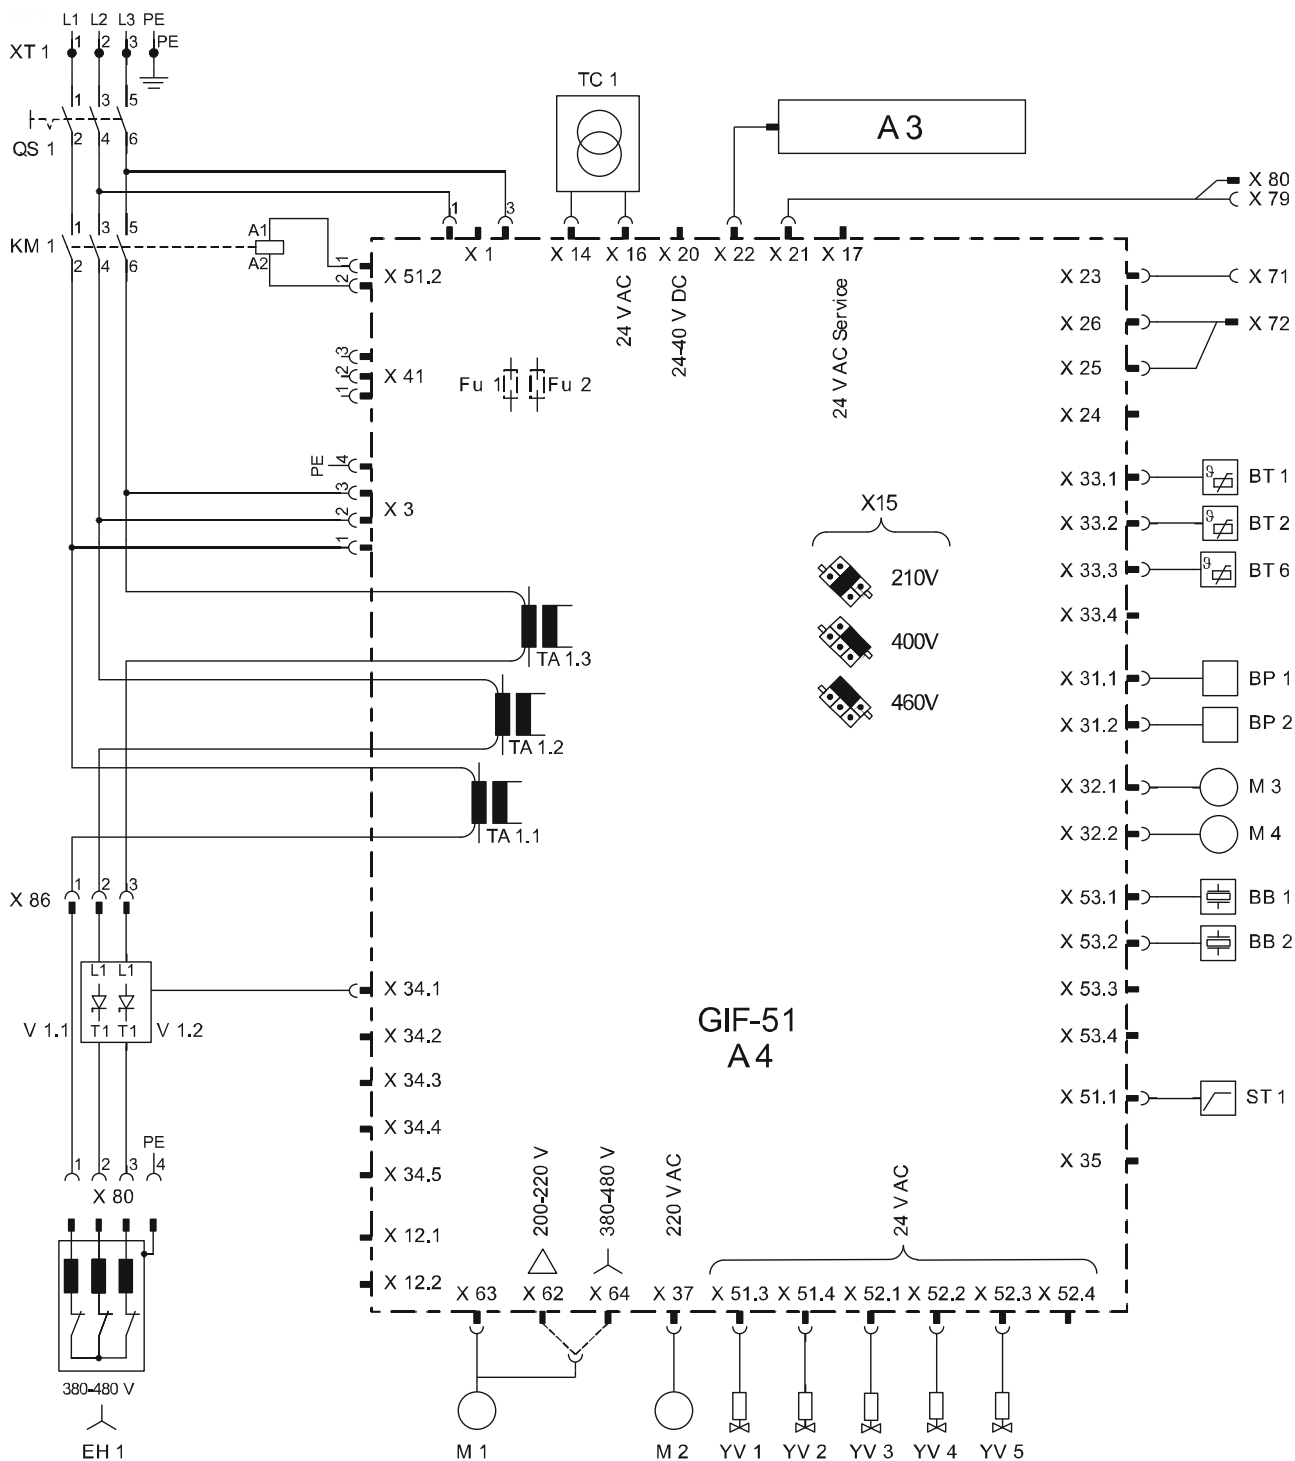 L1 L2 L3 PE
XT 1 1 2 3 PE
TC 1
A 3
1 3 5
QS 1 2 4 6
X 80
X 79
1 3
1 3 5 A1
KM 1
2 4 6 A2
X 1 X 14 X 16 X 20 X 22 X 21 X 17
24 V AC
24-40 V DC
24 V AC Service
1
2
X 51.2
X 23 X 71
X 26 X 72
X 25
X 24
3
2
1
X 41
Fu 1 Fu 2
PE 4
3
2
1
X 3
X 33.1 BT 1
X 33.2 BT 2
X 33.3 BT 6
X 33.4
ϑ
ϑ
ϑ
X15
210V
400V
460V
TA 1.3
TA 1.2
TA 1.1
X 31.1 BP 1
X 31.2 BP 2
X 32.1 M 3
X 32.2 M 4
X 53.1 BB 1
X 53.2 BB 2
X 53.3
X 53.4
X 51.1 ST 1
X 35
X 86 1 2 3
L1 L1
V 1.1 T1 T1 V 1.2
X 34.1
X 34.2
X 34.3
X 34.4
X 34.5
X 12.1
X 12.2
GIF-51
A 4
PE
1 2 3 4
X 80
380-480 V
EH 1
200-220 V
380-480 V
220 V AC
24 V AC
X 63 X 62 X 64 X 37 X 51.3 X 51.4 X 52.1 X 52.2 X 52.3 X 52.4
M 1 M 2 YV 1 YV 2 YV 3 YV 4 YV 5